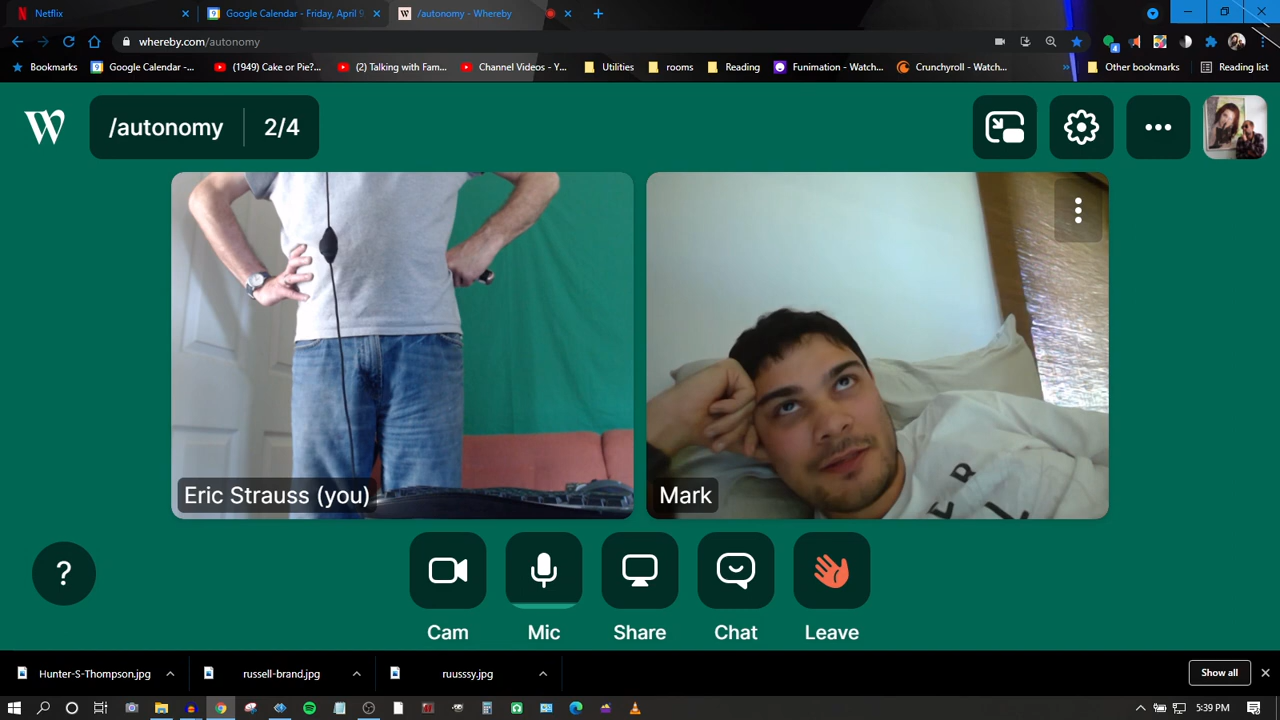 Netflix
Google Calendar - Friday, April 9
/autonomy - Whereby
whereby.com/autonomy
4
Bookmarks
Google Calendar -...
(1949) Cake or Pie?...
(2) Talking with Fam...
Channel Videos - Y...
Utilities
rooms
Reading
Funimation - Watch...
Crunchyroll - Watch...
»
Other bookmarks
Reading list
/autonomy
2/4
Eric Strauss (you)
Mark
?
Cam
Mic
Share
Chat
Leave
Hunter-S-Thompson.jpg
russell-brand.jpg
ruusssy.jpg
Show all
5:39 PM